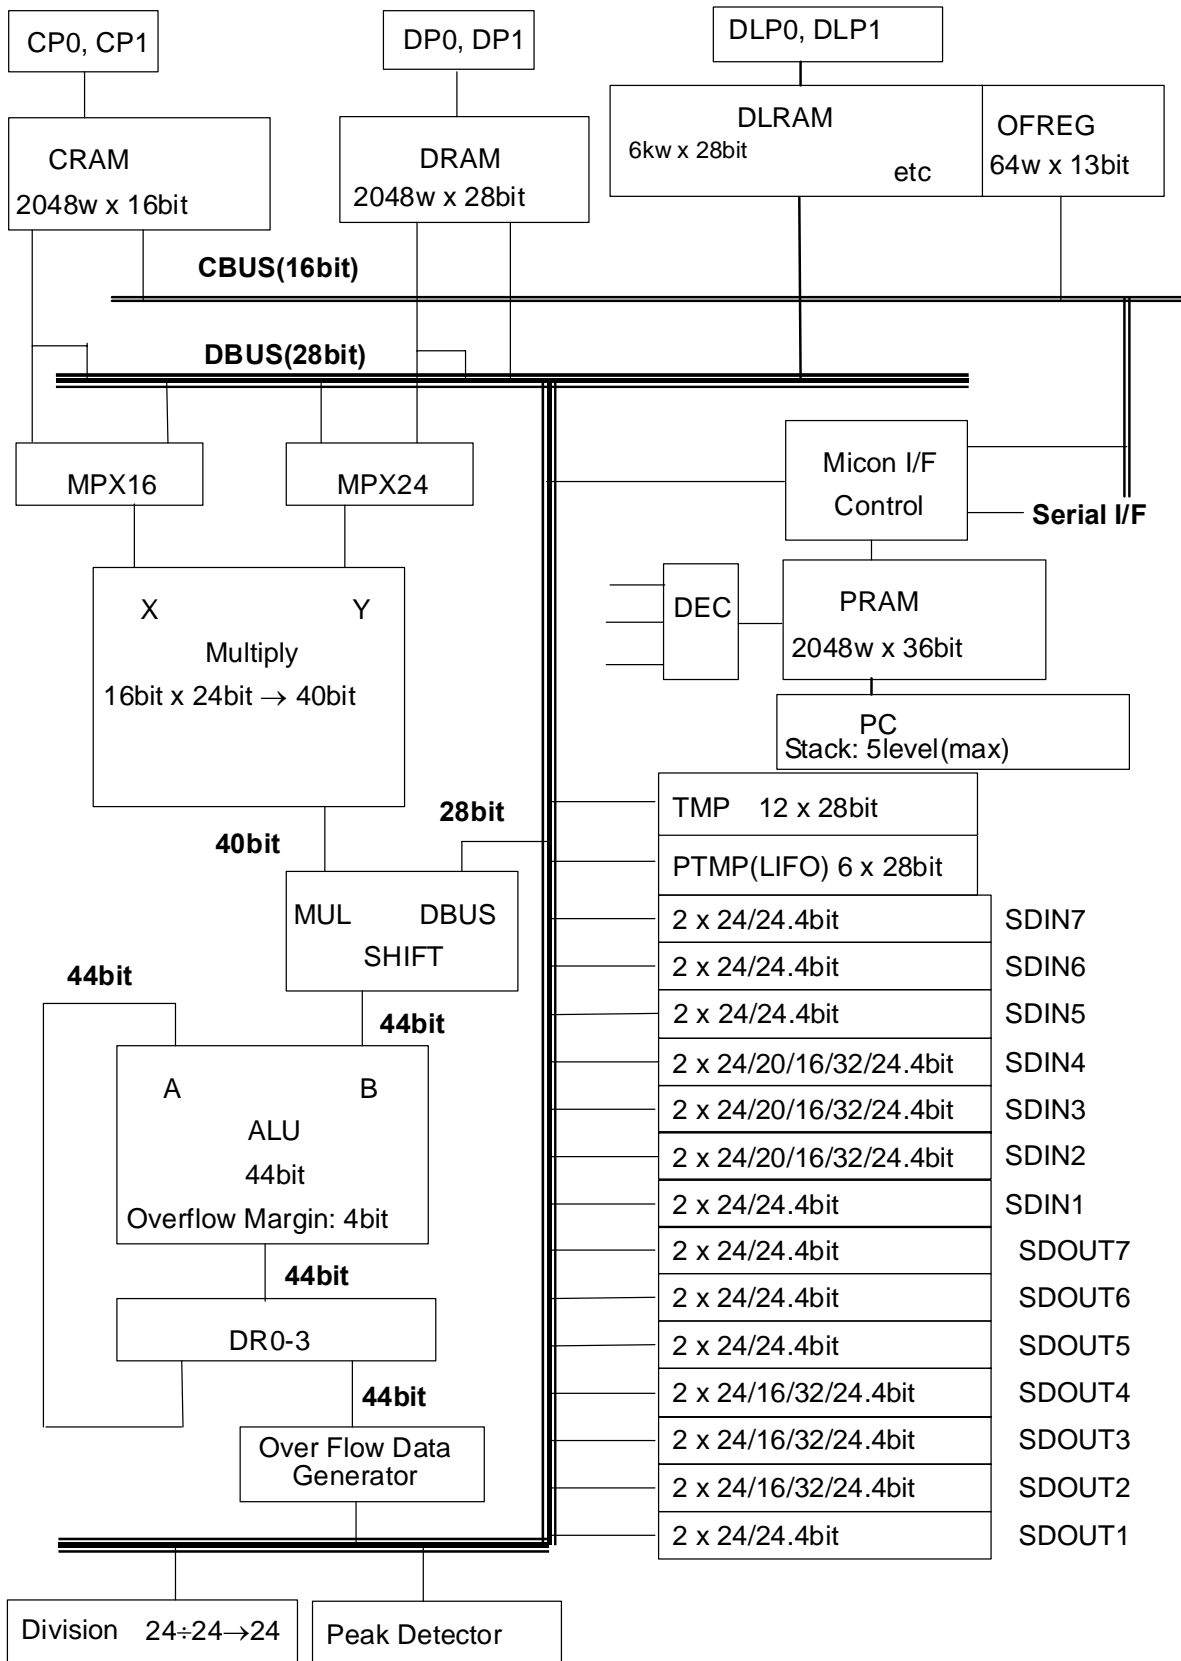 CP0, CP1
DP0, DP1
DLP0, DLP1
CRAM
2048w x 16bit
DRAM
2048w x 28bit
DLRAM
6kw x 28bit
etc
OFREG
64w x 13bit
CBUS(16bit)
DBUS(28bit)
MPX16
MPX24
Micon I/F
Control
Serial I/F
X
Y
Multiply
16bit x 24bit → 40bit
DEC
PRAM
2048w x 36bit
PC
Stack: 5level(max)
40bit
28bit
MUL
DBUS
SHIFT
44bit
44bit
A
B
ALU
44bit
Overflow Margin: 4bit
44bit
DR0-3
44bit
Over Flow Data
Generator
TMP 12 x 28bit
PTMP(LIFO) 6 x 28bit
2 x 24/24.4bit SDIN7
2 x 24/24.4bit SDIN6
2 x 24/24.4bit SDIN5
2 x 24/20/16/32/24.4bit SDIN4
2 x 24/20/16/32/24.4bit SDIN3
2 x 24/20/16/32/24.4bit SDIN2
2 x 24/24.4bit SDIN1
2 x 24/24.4bit SDOUT7
2 x 24/24.4bit SDOUT6
2 x 24/24.4bit SDOUT5
2 x 24/16/32/24.4bit SDOUT4
2 x 24/16/32/24.4bit SDOUT3
2 x 24/16/32/24.4bit SDOUT2
2 x 24/24.4bit SDOUT1
Division 24÷24→24
Peak Detector